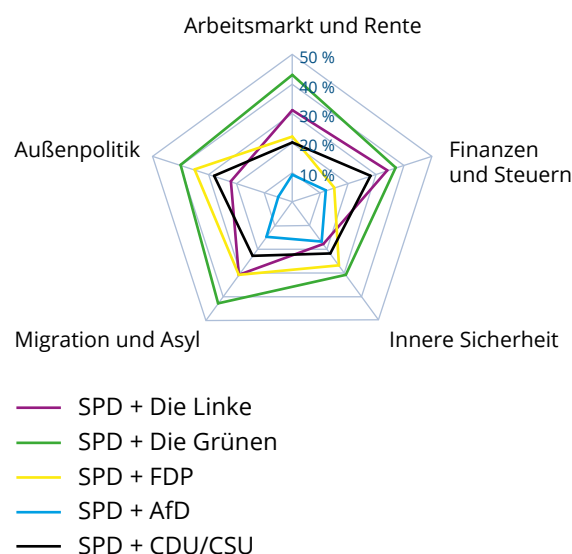 Arbeitsmarkt und Rente
50 %
40 %
30 %
20 %
10 %
Außenpolitik
Finanzen
und Steuern
Migration und Asyl
Innere Sicherheit
SPD + Die Linke
SPD + Die Grünen
SPD + FDP
SPD + AfD
SPD + CDU/CSU